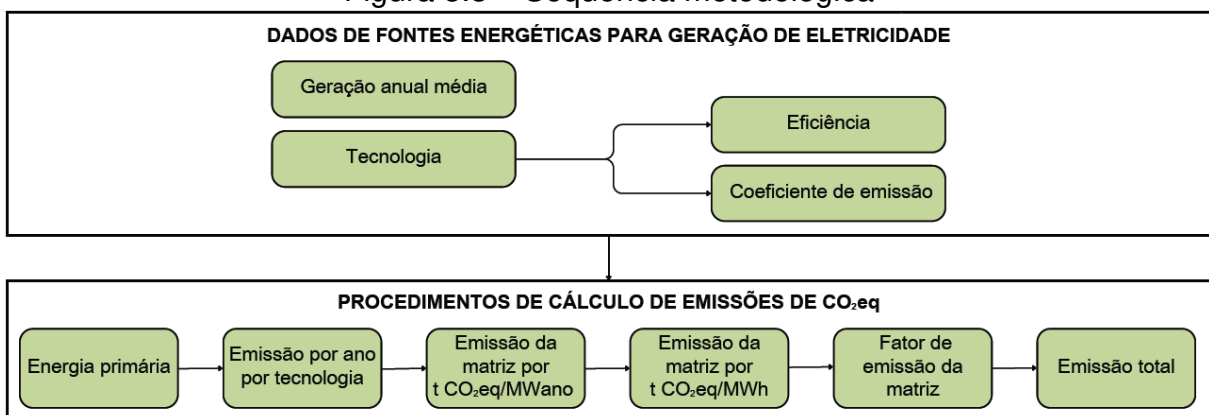 Figura – Sequência metodológica
DADOS DE FONTES ENERGÉTICAS PARA GERAÇÃO DE ELETRICIDADE
Geração anual média
Tecnologia
Eficiência
Coeficiente de emissão
PROCEDIMENTOS DE CÁLCULO DE EMISSÕES DE CO₂eq
Energia primária
Emissão por ano
por tecnologia
Emissão da
matriz por
t CO₂eq/MWano
Emissão da
matriz por
t CO₂eq/MWh
Fator de
emissão da
matriz
Emissão total